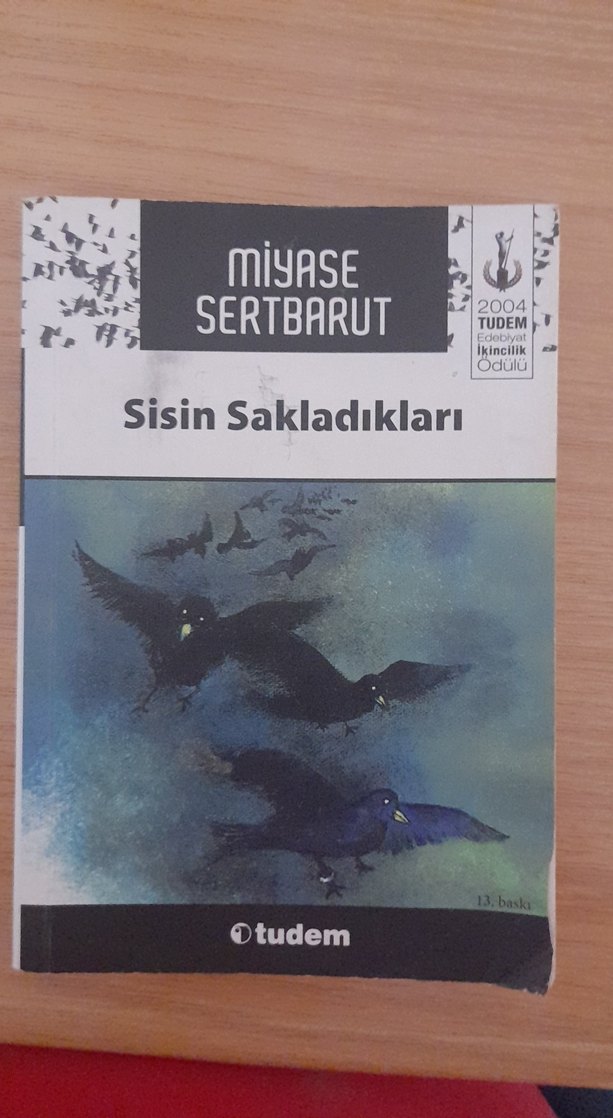 MİYASE
SERTBARUT
2004
TUDEM
Edebiyat
İkincilik
Ödülü
Sisin Sakladıkları
13. baskı
tudem